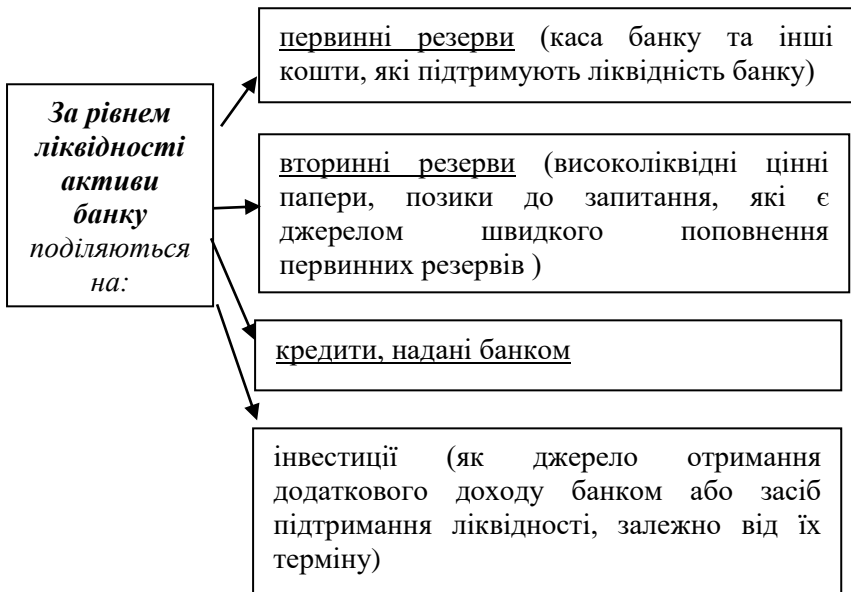 За рівнем
ліквідності
активи
банку
поділяються
на:
первинні резерви (каса банку та інші
кошти, які підтримують ліквідність банку)
вторинні резерви (високоліквідні цінні
папери, позики до запитання, які є
джерелом швидкого поповнення
первинних резервів )
кредити, надані банком
інвестиції (як джерело отримання
додаткового доходу банком або засіб
підтримання ліквідності, залежно від їх
терміну)